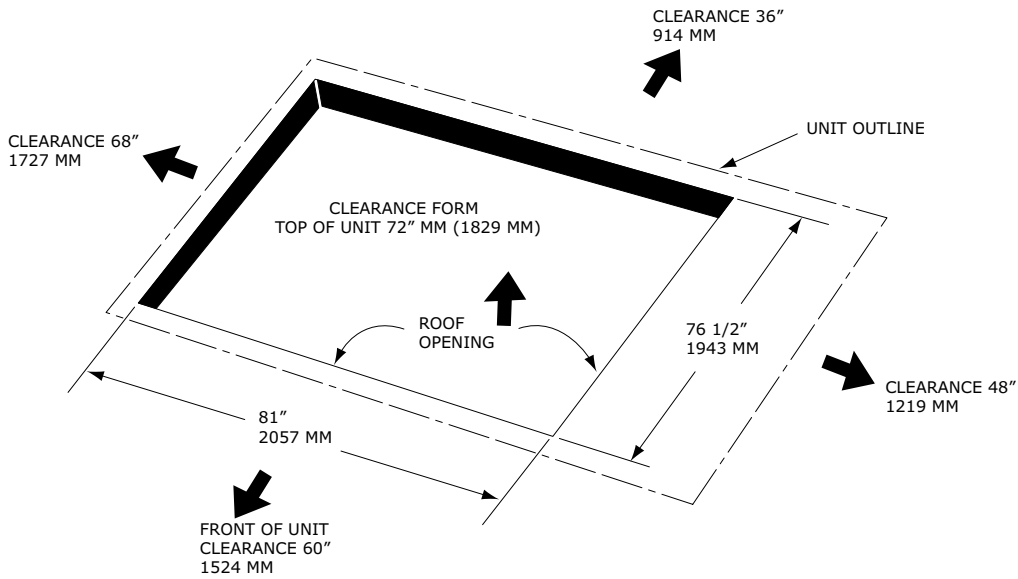 CLEARANCE 36″
914 MM
UNIT OUTLINE
CLEARANCE 68″
1727 MM
CLEARANCE FORM
TOP OF UNIT 72″ MM (1829 MM)
ROOF
OPENING
76 1/2″
1943 MM
CLEARANCE 48″
1219 MM
81″
2057 MM
FRONT OF UNIT
CLEARANCE 60″
1524 MM